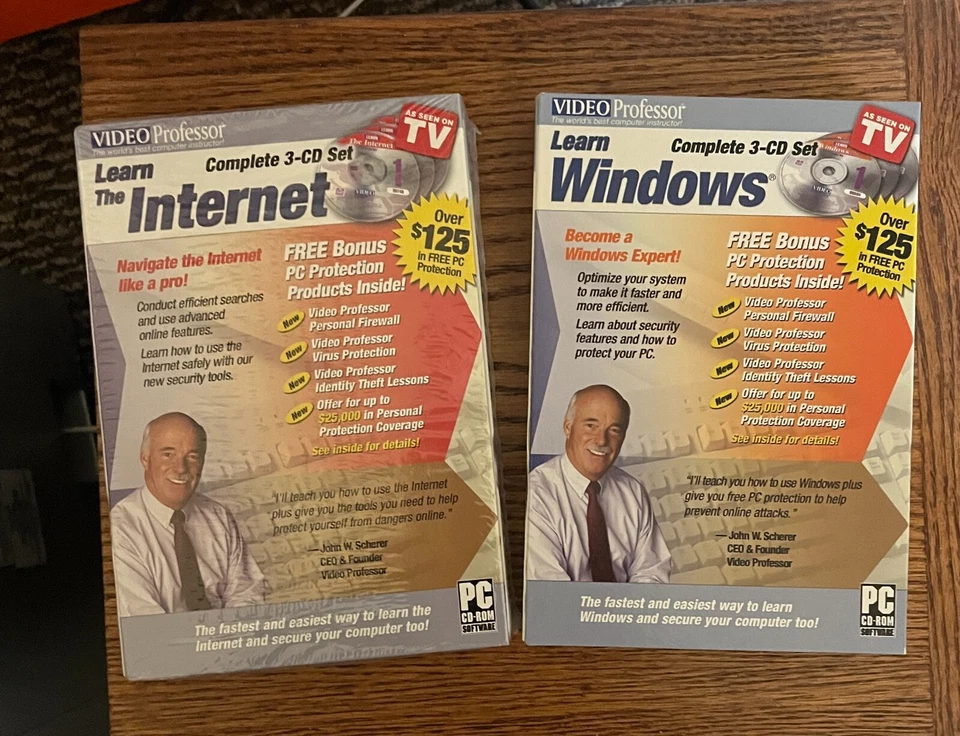 VIDEO Professor
The world's best computer instructor!
AS SEEN ON
TV
Learn
The Internet
Complete 3-CD Set
The Internet
1
Over
$125
in FREE PC
Protection
Navigate the Internet
like a pro!
Conduct efficient searches
and use advanced
online features.
Learn how to use the
Internet safely with our
new security tools.
FREE Bonus
PC Protection
Products Inside!
New Video Professor
Personal Firewall
New Video Professor
Virus Protection
New Video Professor
Identity Theft Lessons
New Offer for up to
$25,000 in Personal
Protection Coverage
See inside for details!
"I'll teach you how to use the Internet
plus give you the tools you need to help
protect yourself from dangers online."
— John W. Scherer
CEO & Founder
Video Professor
The fastest and easiest way to learn the
Internet and secure your computer too!
PC
CD-ROM
SOFTWARE
VIDEO Professor
The world's best computer instructor!
AS SEEN ON
TV
Learn
Windows®
Complete 3-CD Set
Windows
1
Over
$125
in FREE PC
Protection
Become a
Windows Expert!
Optimize your system
to make it faster and
more efficient.
Learn about security
features and how to
protect your PC.
FREE Bonus
PC Protection
Products Inside!
New Video Professor
Personal Firewall
New Video Professor
Virus Protection
New Video Professor
Identity Theft Lessons
New Offer for up to
$25,000 in Personal
Protection Coverage
See inside for details!
"I'll teach you how to use Windows plus
give you free PC protection to help
prevent online attacks."
— John W. Scherer
CEO & Founder
Video Professor
The fastest and easiest way to learn
Windows and secure your computer too!
PC
CD-ROM
SOFTWARE